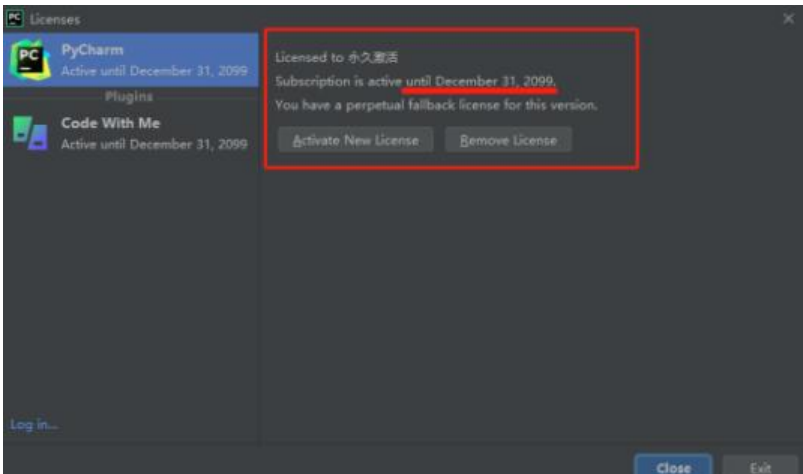 Licenses
PyCharm
Active until December 31, 2099
Plugins
Code With Me
Active until December 31, 2099
Log in...
Licensed to 永久激活
Subscription is active until December 31, 2099.
You have a perpetual fallback license for this version.
Activate New License
Remove License
Close
Exit